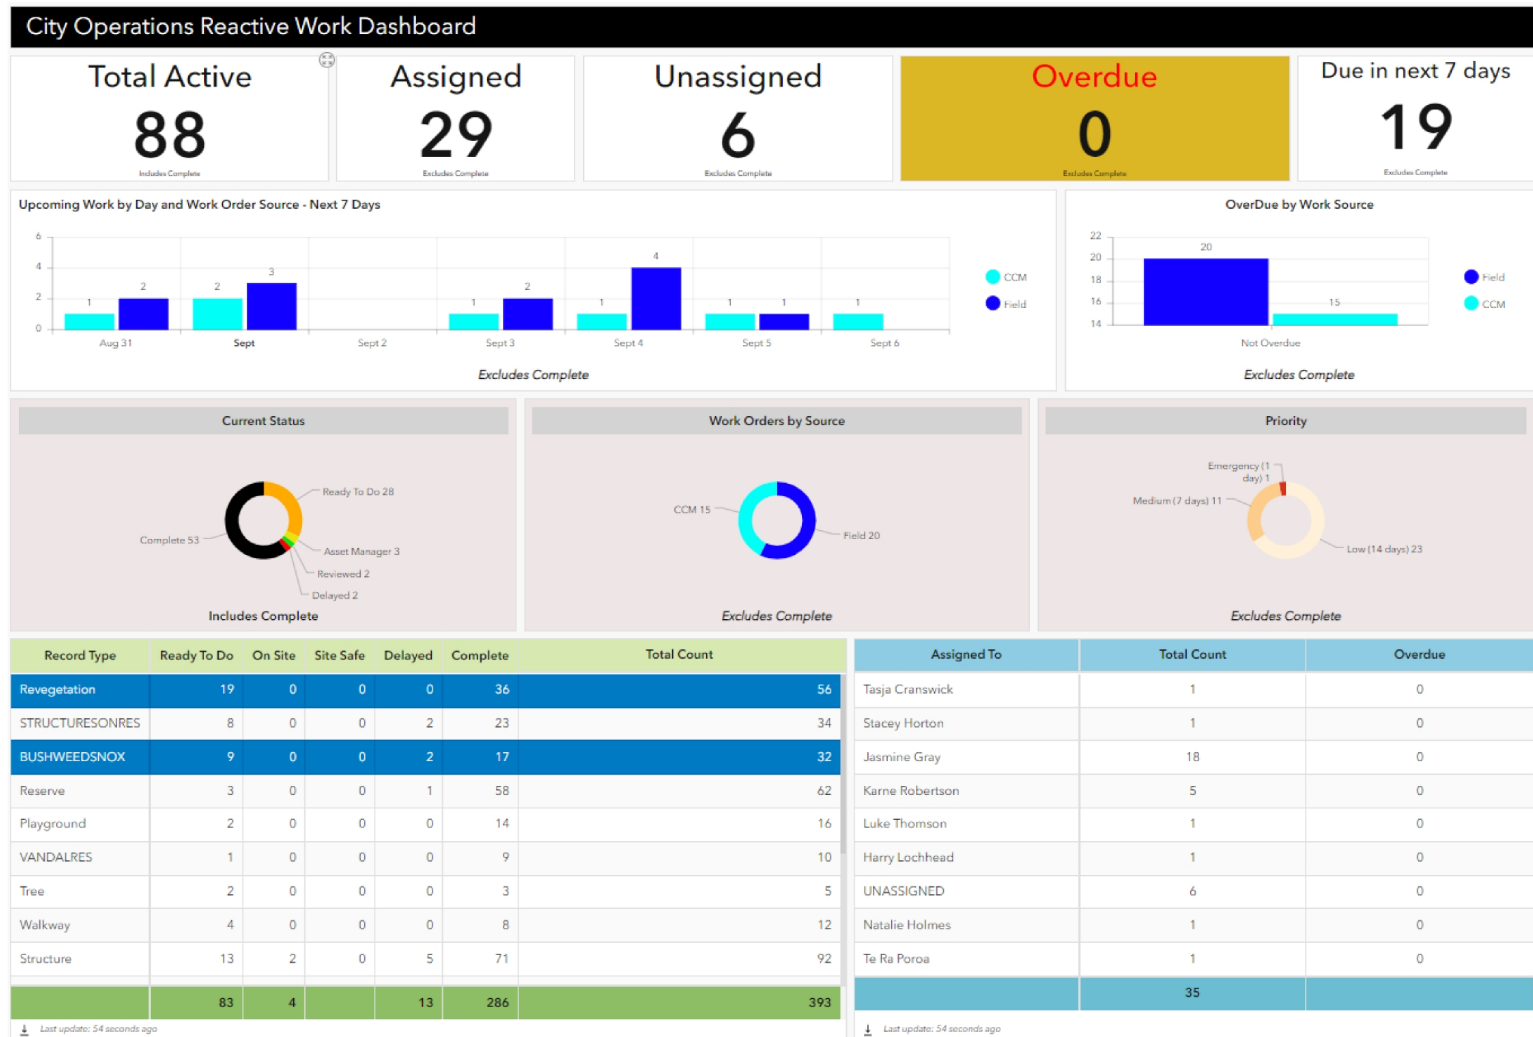 City Operations Reactive Work Dashboard
Total Active
88
Includes Complete
Assigned
29
Excludes Complete
Unassigned
6
Excludes Complete
Overdue
0
Excludes Complete
Due in next 7 days
19
Excludes Complete
Upcoming Work by Day and Work Order Source - Next 7 Days
6
4
2
0
1
2
2
3
1
2
1
4
1
1
1
Aug 31
Sept
Sept 2
Sept 3
Sept 4
Sept 5
Sept 6
CCM
Field
Excludes Complete
OverDue by Work Source
22
20
18
16
14
20
15
Not Overdue
Field
CCM
Excludes Complete
Current Status
Ready To Do 28
Asset Manager 3
Reviewed 2
Delayed 2
Complete 53
Includes Complete
Work Orders by Source
CCM 15
Field 20
Excludes Complete
Priority
Emergency (1
day) 1
Medium (7 days) 11
Low (14 days) 23
Excludes Complete
Record Type Ready To Do On Site Site Safe Delayed Complete Total Count
Revegetation 19 0 0 0 36 56
STRUCTURESONRES 8 0 0 2 23 34
BUSHWEEDSNOX 9 0 0 2 17 32
Reserve 3 0 0 1 58 62
Playground 2 0 0 0 14 16
VANDALRES 1 0 0 0 9 10
Tree 2 0 0 0 3 5
Walkway 4 0 0 0 8 12
Structure 13 2 0 5 71 92
83 4 13 286 393
Last update: 54 seconds ago
Assigned To Total Count Overdue
Tasja Cranswick 1 0
Stacey Horton 1 0
Jasmine Gray 18 0
Karne Robertson 5 0
Luke Thomson 1 0
Harry Lochhead 1 0
UNASSIGNED 6 0
Natalie Holmes 1 0
Te Ra Poroa 1 0
35
Last update: 54 seconds ago